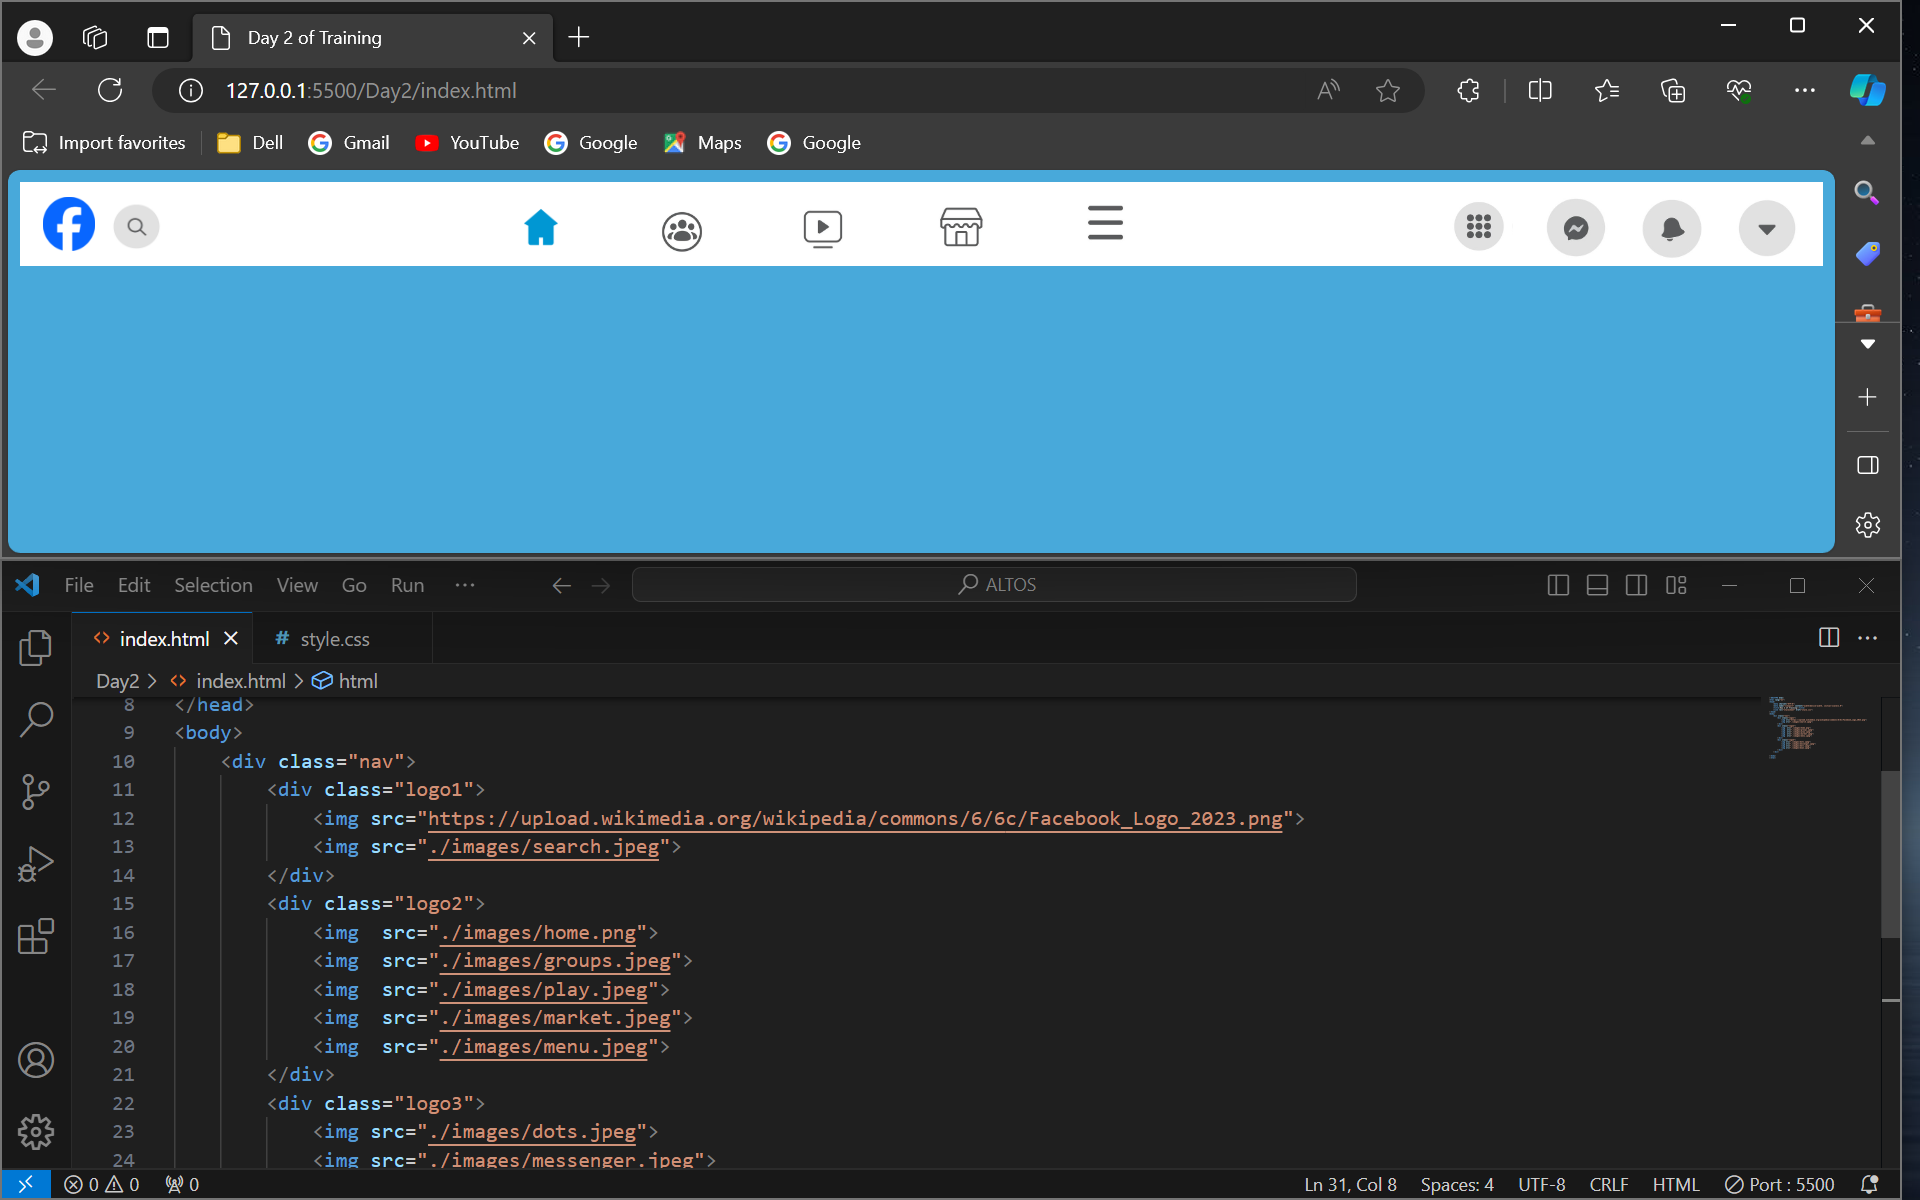 Day 2 of Training
127.0.0.1:5500/Day2/index.html
Import favorites Dell Gmail YouTube Google Maps Google
File Edit Selection View Go Run ··· ALTOS
index.html # style.css
Day2 > index.html > html
8 </head>
9 <body>
10 <div class="nav">
11 <div class="logo1">
12 <img src="https://upload.wikimedia.org/wikipedia/commons/6/6c/Facebook_Logo_2023.png">
13 <img src="./images/search.jpeg">
14 </div>
15 <div class="logo2">
16 <img  src="./images/home.png">
17 <img  src="./images/groups.jpeg">
18 <img  src="./images/play.jpeg">
19 <img  src="./images/market.jpeg">
20 <img  src="./images/menu.jpeg">
21 </div>
22 <div class="logo3">
23 <img src="./images/dots.jpeg">
24 <img src="./images/messenger.jpeg">
0 0 0 Ln 31, Col 8 Spaces: 4 UTF-8 CRLF HTML Port : 5500